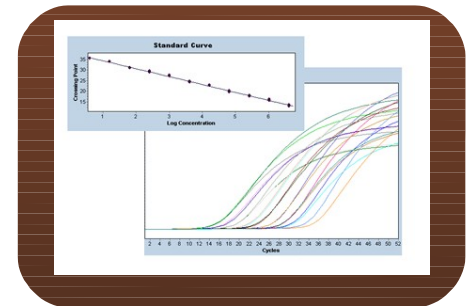 Standard Curve
Crossing Point
35
30
25
20
15
1 2 3 4 5 6
Log Concentration
2 4 6 8 10 12 14 16 18 20 22 24 26 28 30 32 34 36 38 40 42 44 46 48 50 52
Cycles